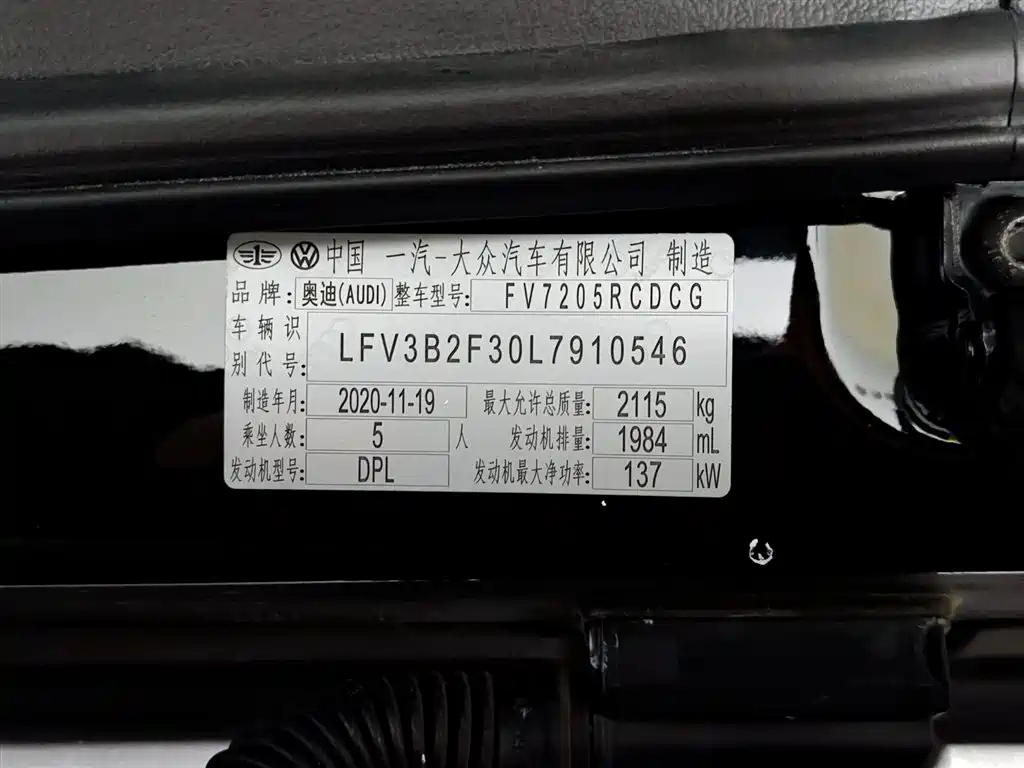 中国 一汽-大众汽车有限公司 制造
品牌: 奥迪(AUDI) 整车型号: FV7205RCDCG
车辆识别代号: LFV3B2F30L7910546
制造年月: 2020-11-19 最大允许总质量: 2115 kg
乘坐人数: 5 人 发动机排量: 1984 mL
发动机型号: DPL 发动机最大净功率: 137 kW